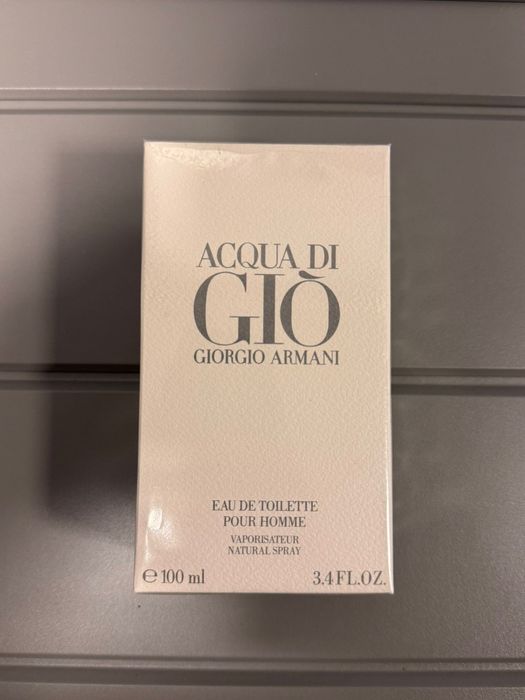 ACQUA DI
GIÒ
GIORGIO ARMANI
EAU DE TOILETTE
POUR HOMME
VAPORISATEUR
NATURAL SPRAY
℮ 100 ml 3.4 FL.OZ.